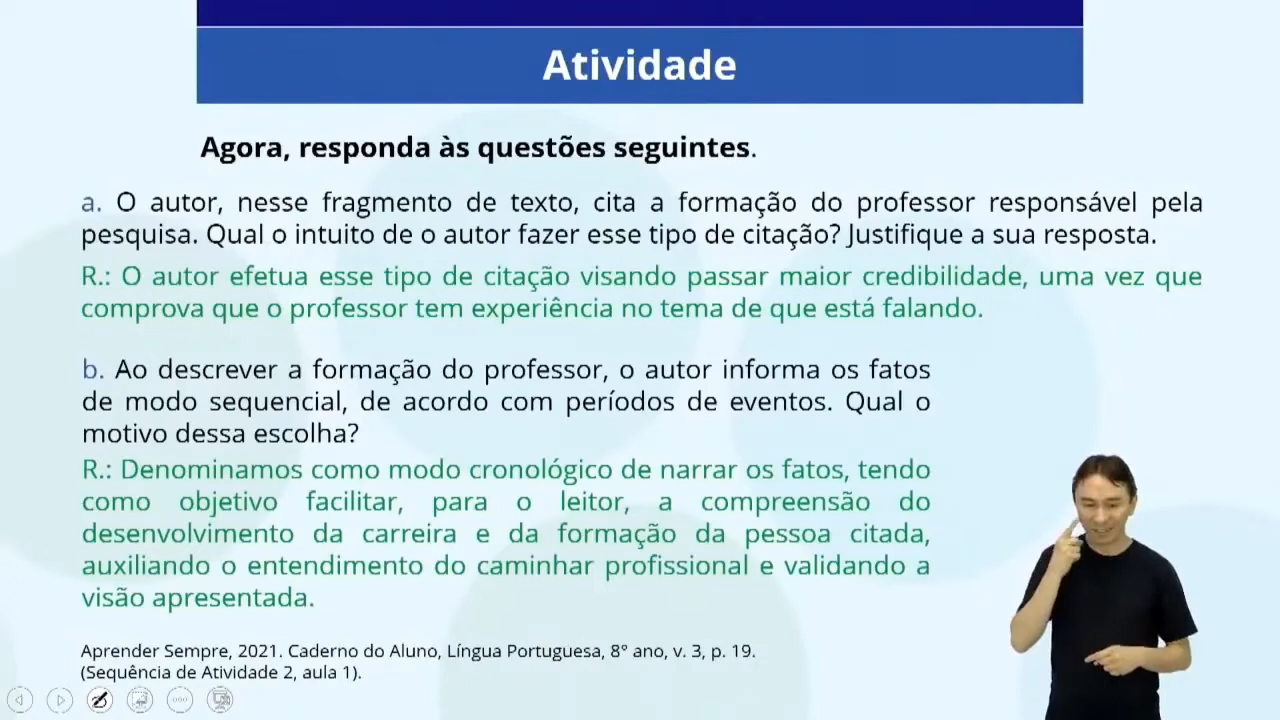 Atividade
Agora, responda às questões seguintes.
a. O autor, nesse fragmento de texto, cita a formação do professor responsável pela
pesquisa. Qual o intuito de o autor fazer esse tipo de citação? Justifique a sua resposta.
R.: O autor efetua esse tipo de citação visando passar maior credibilidade, uma vez que
comprova que o professor tem experiência no tema de que está falando.
b. Ao descrever a formação do professor, o autor informa os fatos
de modo sequencial, de acordo com períodos de eventos. Qual o
motivo dessa escolha?
R.: Denominamos como modo cronológico de narrar os fatos, tendo
como objetivo facilitar, para o leitor, a compreensão do
desenvolvimento da carreira e da formação da pessoa citada,
auxiliando o entendimento do caminhar profissional e validando a
visão apresentada.
Aprender Sempre, 2021. Caderno do Aluno, Língua Portuguesa, 8° ano, v. 3, p. 19.
(Sequência de Atividade 2, aula 1).